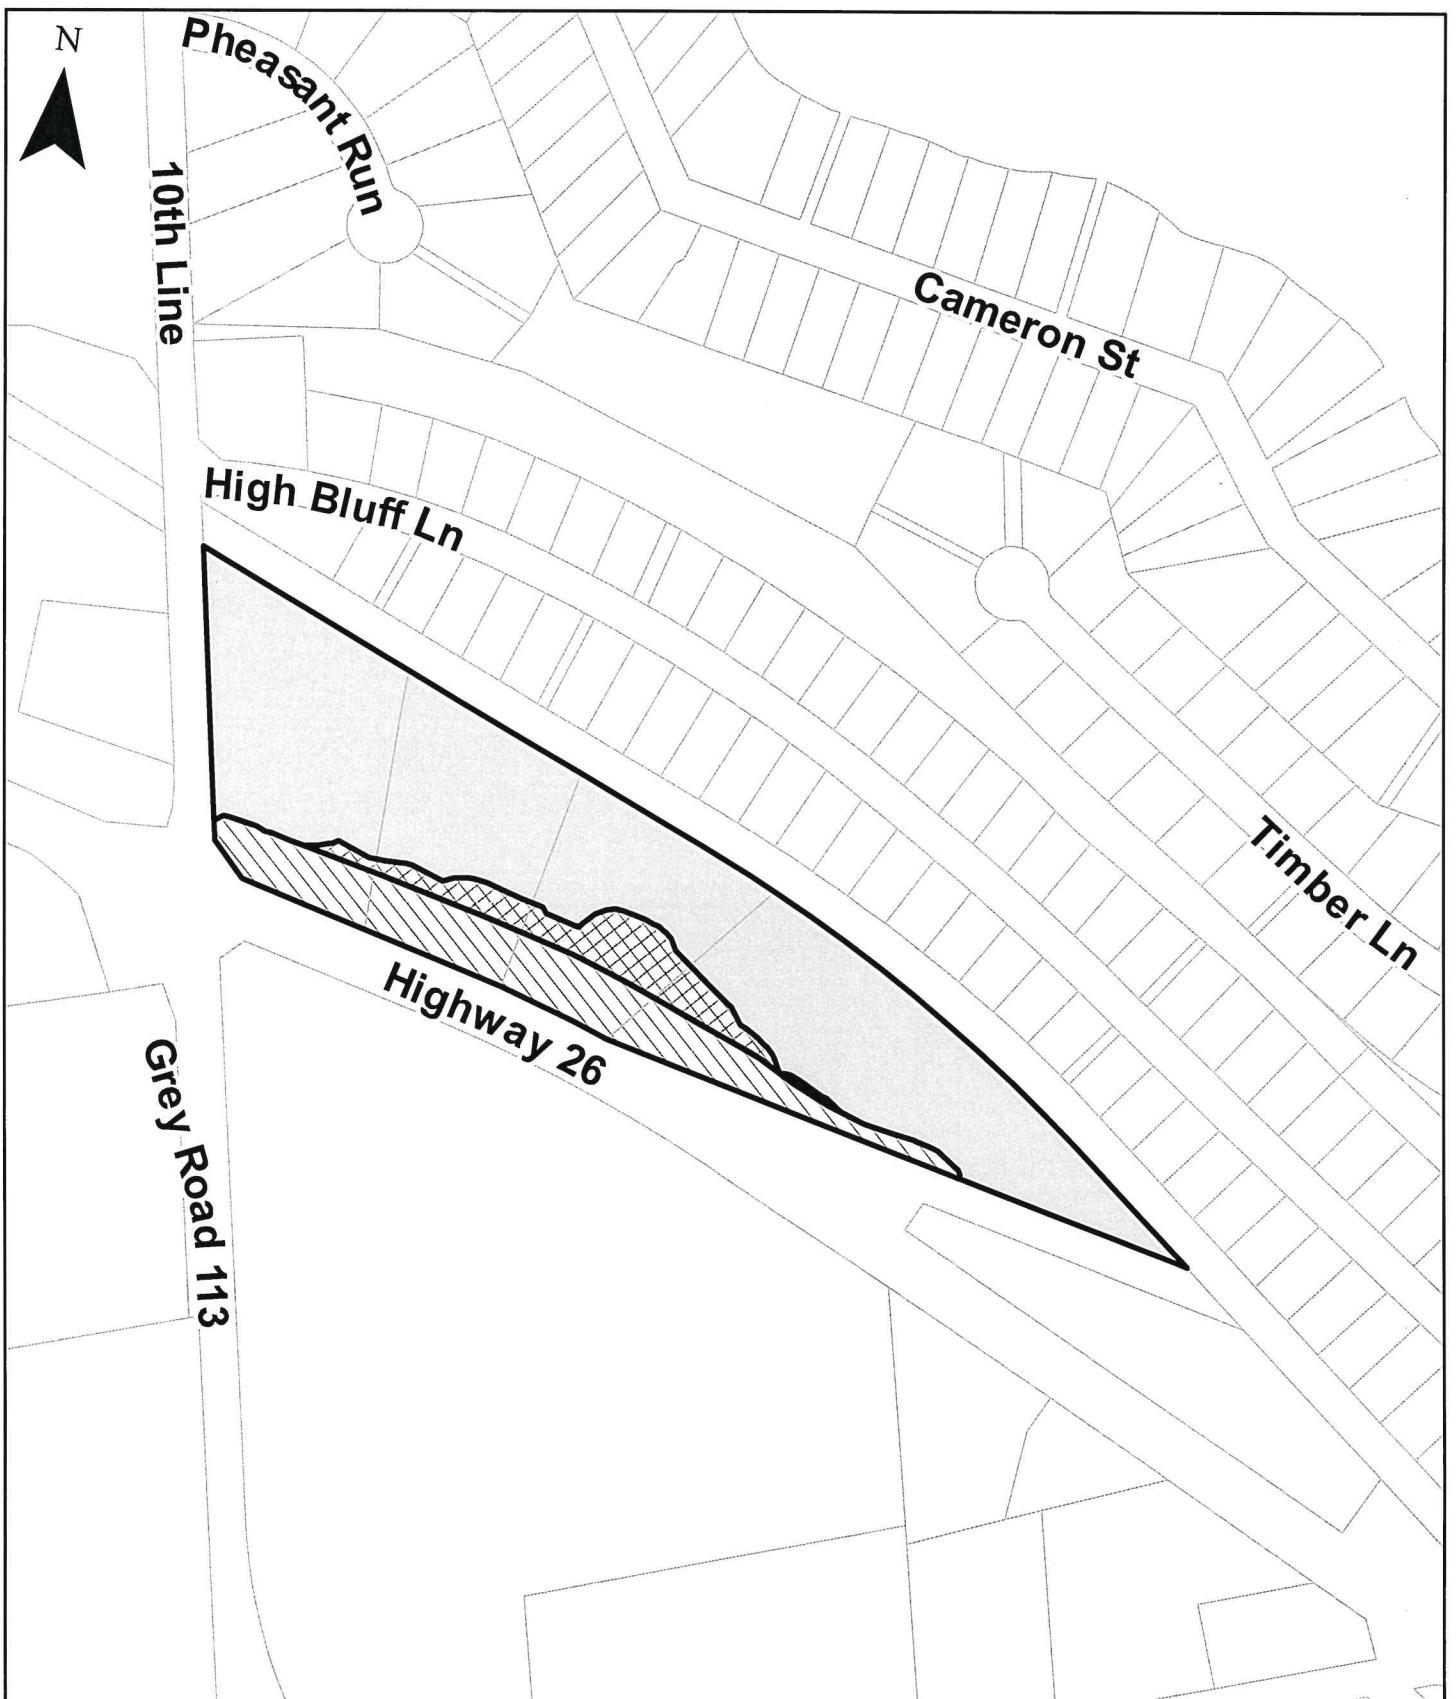 N
Pheasant Run
10th Line
Cameron St
High Bluff Ln
Timber Ln
Highway 26
Grey Road 113